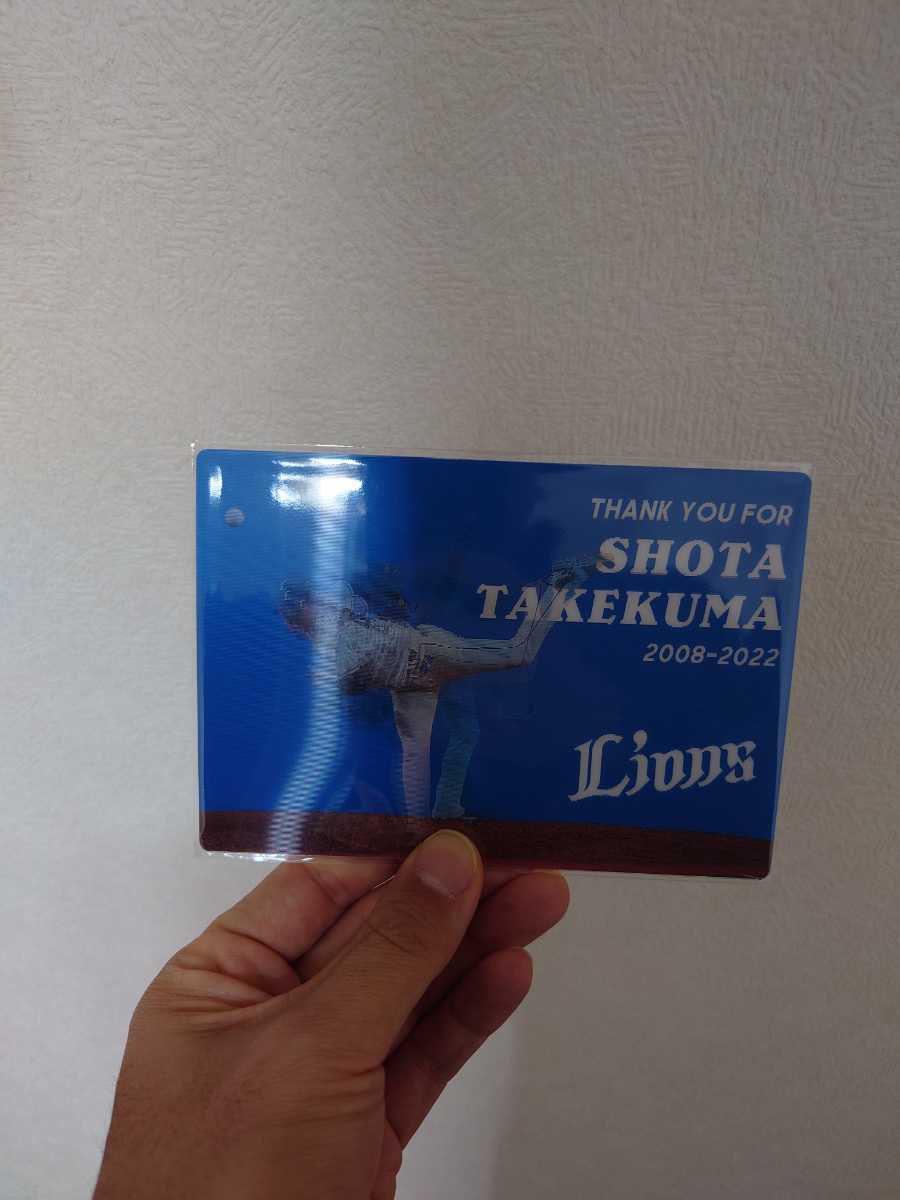 THANK YOU FOR
SHOTA
TAKEKUMA
2008-2022
Lions